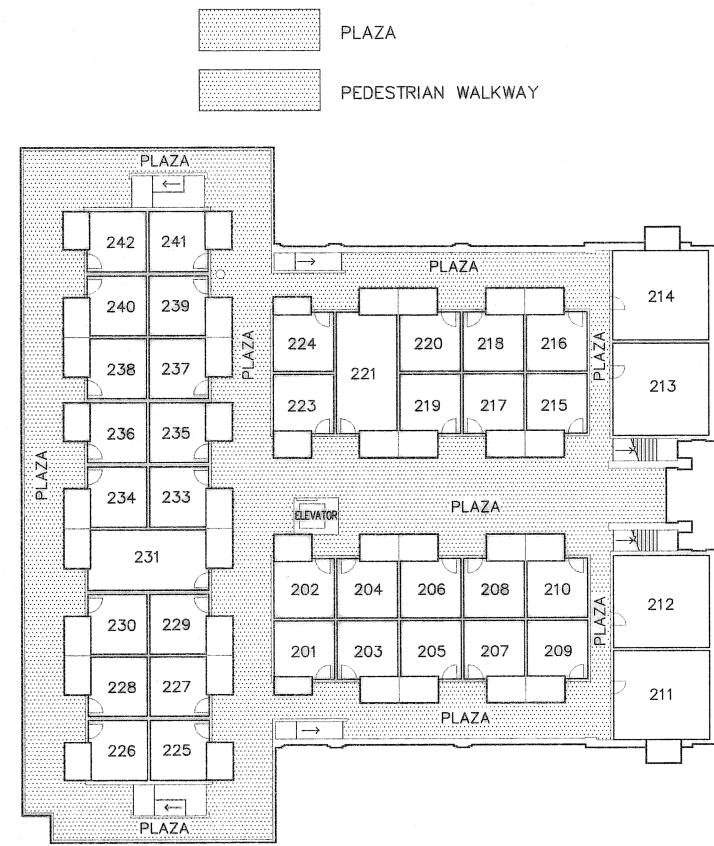 PLAZA
PEDESTRIAN WALKWAY
PLAZA
242 241
PLAZA
214
240 239
224 221 220 218 216
PLAZA
PLAZA
238 237
213
223 219 217 215
236 235
PLAZA
234 233
PLAZA
ELEVATOR
231
202 204 206 208 210
212
230 229
PLAZA
201 203 205 207 209
228 227
211
PLAZA
226 225
PLAZA